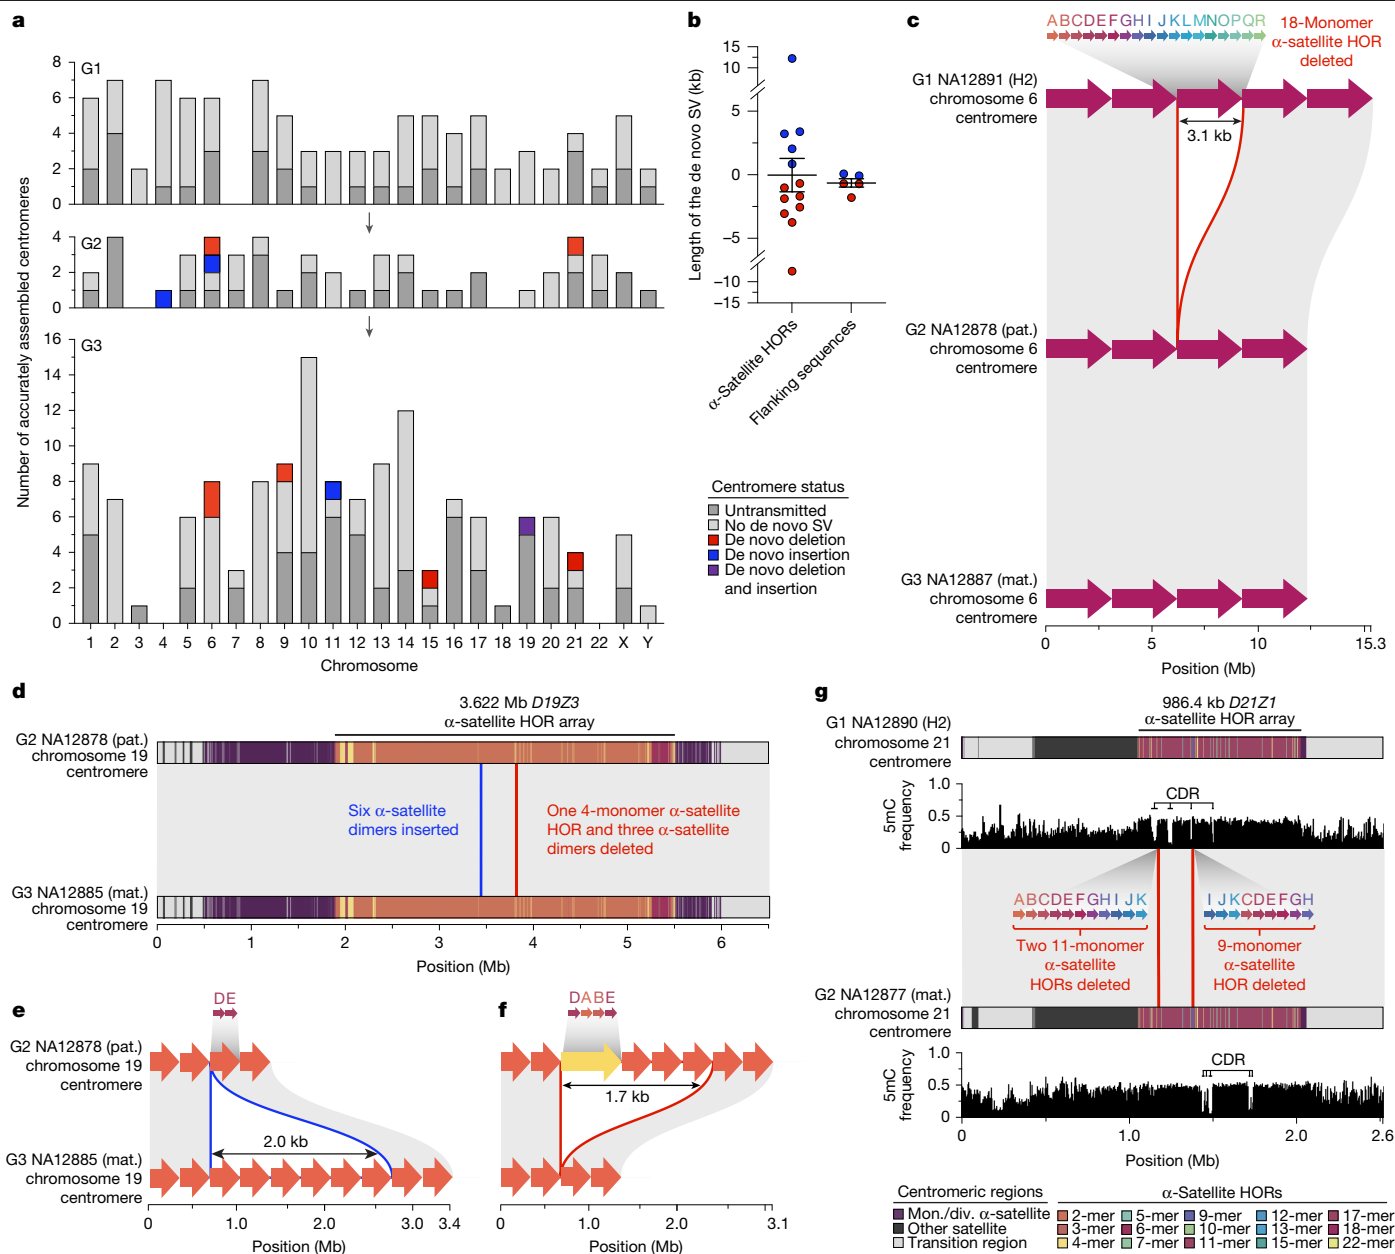 a
G1
8
6
4
2
0
G2
4
2
0
G3
16
14
12
10
8
6
4
2
0
Number of accurately assembled centromeres
1 2 3 4 5 6 7 8 9 10 11 12 13 14 15 16 17 18 19 20 21 22 X Y
Chromosome
b
15
10
5
0
−5
−10
−15
Length of the de novo SV (kb)
α-Satellite HORs
Flanking sequences
Centromere status
Untransmitted
No de novo SV
De novo deletion
De novo insertion
De novo deletion
and insertion
c
ABCDEFGHIJKLMNOPQR
18-Monomer
α-satellite HOR
deleted
G1 NA12891 (H2)
chromosome 6
centromere
3.1 kb
G2 NA12878 (pat.)
chromosome 6
centromere
G3 NA12887 (mat.)
chromosome 6
centromere
0 5 10 15.3
Position (Mb)
d
3.622 Mb D19Z3
α-satellite HOR array
G2 NA12878 (pat.)
chromosome 19
centromere
Six α-satellite
dimers inserted
One 4-monomer α-satellite
HOR and three α-satellite
dimers deleted
G3 NA12885 (mat.)
chromosome 19
centromere
0 1 2 3 4 5 6
Position (Mb)
e
DE
G2 NA12878 (pat.)
chromosome 19
centromere
2.0 kb
G3 NA12885 (mat.)
chromosome 19
centromere
0 1.0 2.0 3.0 3.4
Position (Mb)
f
DABE
1.7 kb
0 1.0 2.0 3.1
Position (Mb)
g
986.4 kb D21Z1
α-satellite HOR array
G1 NA12890 (H2)
chromosome 21
centromere
1.0
0.5
0
5mC
frequency
CDR
ABCDEFGHIJK
Two 11-monomer
α-satellite
HORs deleted
IJKCDEFGH
9-monomer
α-satellite
HOR deleted
G2 NA12877 (mat.)
chromosome 21
centromere
1.0
0.5
0
5mC
frequency
CDR
0 1.0 2.0 2.6
Position (Mb)
Centromeric regions
Mon./div. α-satellite
Other satellite
Transition region
α-Satellite HORs
2-mer 5-mer 9-mer 12-mer 17-mer
3-mer 6-mer 10-mer 13-mer 18-mer
4-mer 7-mer 11-mer 15-mer 22-mer